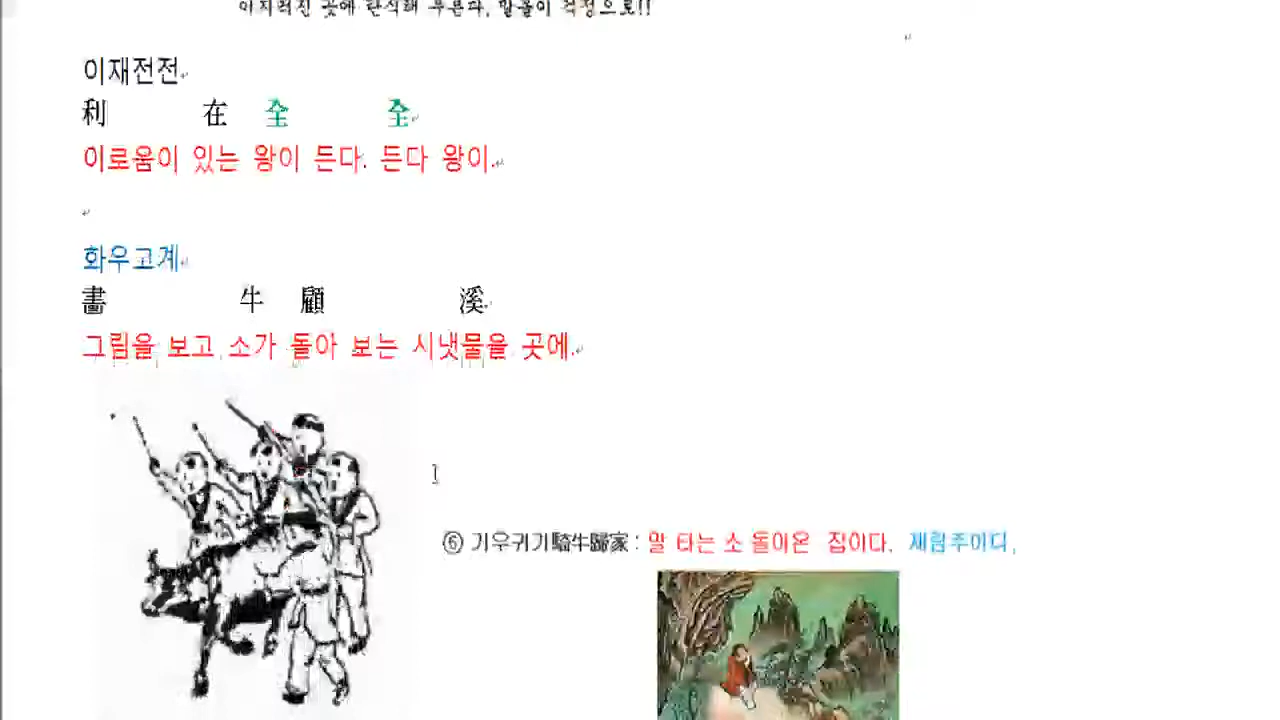 이재전전
利 在 全 全
이로움이 있는 왕이 든다. 든다 왕이.
화우고계
畵 牛 顧 溪
그림을 보고 소가 돌아 보는 시냇물을 곳에.
⑥ 기우귀가騎牛歸家 : 말 타는 소 돌아온 집이다. 재림주이다.